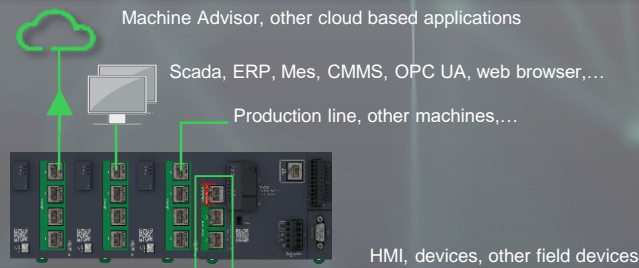 Machine Advisor, other cloud based applications
Scada, ERP, Mes, CMMS, OPC UA, web browser,…
Production line, other machines,…
HMI, devices, other field devices